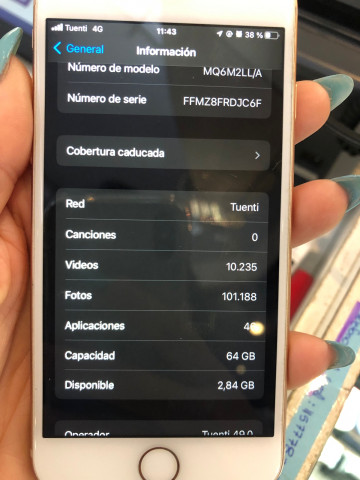 Tuenti 4G 11:43 38 %
General Información
Número de modelo MQ6M2LL/A
Número de serie FFMZ8FRDJC6F
Cobertura caducada
Red Tuenti
Canciones 0
Videos 10.235
Fotos 101.188
Aplicaciones
Capacidad 64 GB
Disponible 2,84 GB
Operador Tuenti 49.0